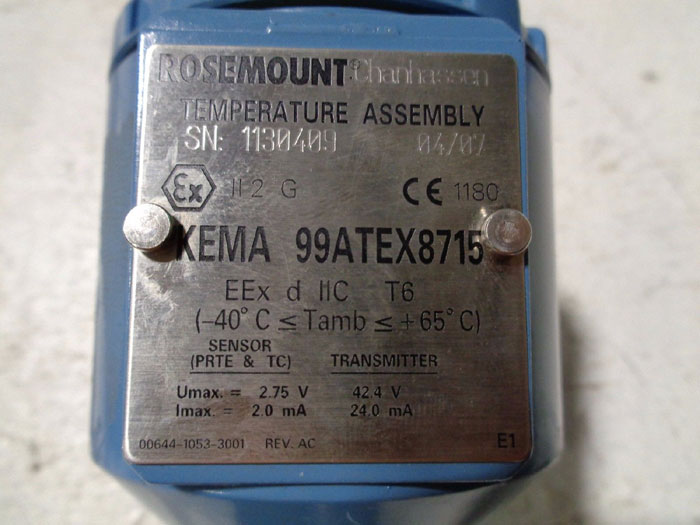 ROSEMOUNT® Chanhassen
TEMPERATURE ASSEMBLY
SN: 1130409 04/07
Ex II 2 G CE 1180
KEMA 99ATEX8715
EEx d IIC T6
(-40° C ≤ Tamb ≤ +65° C)
SENSOR
(PRTE & TC) TRANSMITTER
Umax. = 2.75 V 42.4 V
Imax. = 2.0 mA 24.0 mA
00644-1053-3001 REV. AC E1